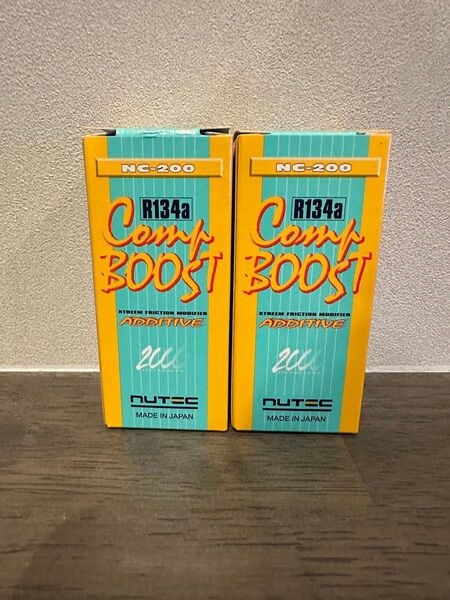 NC-200
R134a
Comp
BOOST
XTREEM FRICTION MODIFIER
ADDITIVE
2000
nutec
MADE IN JAPAN
NC-200
R134a
Comp
BOOST
XTREEM FRICTION MODIFIER
ADDITIVE
2000
nutec
MADE IN JAPAN